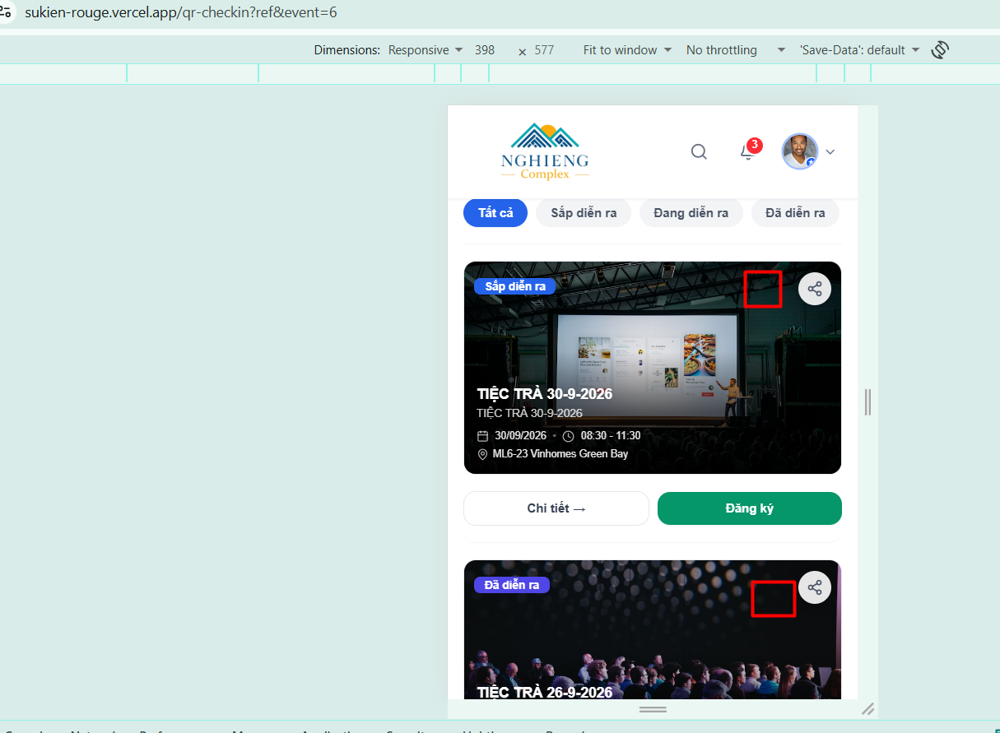 sukien-rouge.vercel.app/qr-checkin?ref&event=6
Dimensions: Responsive 398 × 577 Fit to window No throttling 'Save-Data': default
NGHIENG
Complex
3
Tất cả Sắp diễn ra Đang diễn ra Đã diễn ra
Sắp diễn ra
TIỆC TRÀ 30-9-2026
TIỆC TRÀ 30-9-2026
30/09/2026 • 08:30 - 11:30
ML6-23 Vinhomes Green Bay
Chi tiết → Đăng ký
Đã diễn ra
TIỆC TRÀ 26-9-2026